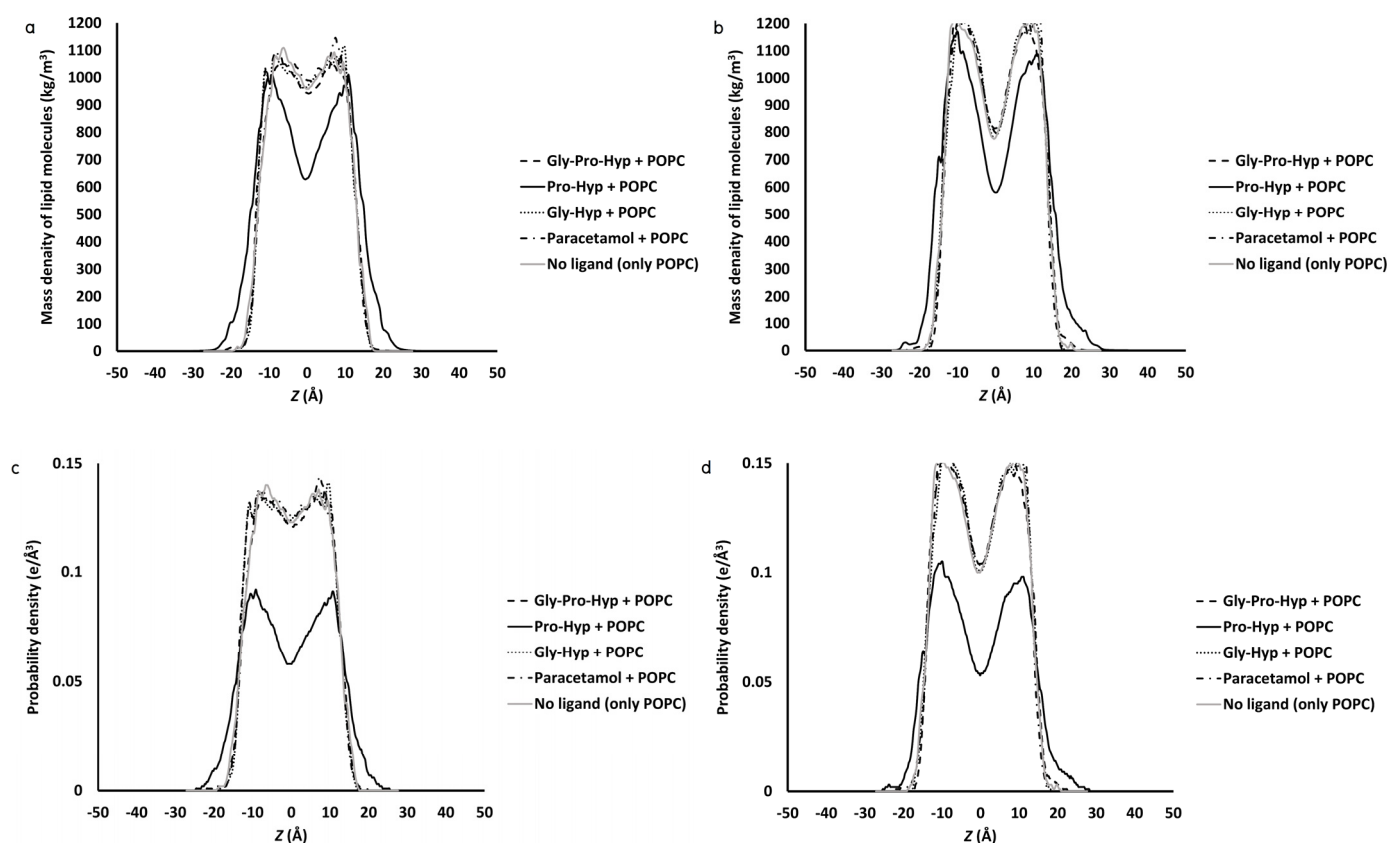 a
Mass denaity of lipid molecules (kg/m³)
1200
1100
1000
900
800
700
600
500
400
300
200
100
0
-50 -40 -30 -20 -10 0 10 20 30 40 50
Z (Å)
Gly-Pro-Hyp + POPC
Pro-Hyp + POPC
Gly-Hyp + POPC
Paracetamol + POPC
No ligand (only POPC)
b
Mass denaity of lipid molecules (kg/m³)
1200
1100
1000
900
800
700
600
500
400
300
200
100
0
-50 -40 -30 -20 -10 0 10 20 30 40 50
Z (Å)
Gly-Pro-Hyp + POPC
Pro-Hyp + POPC
Gly-Hyp + POPC
Paracetamol + POPC
No ligand (only POPC)
c
Probability density (e/Å³)
0.15
0.1
0.05
0
-50 -40 -30 -20 -10 0 10 20 30 40 50
Z (Å)
Gly-Pro-Hyp + POPC
Pro-Hyp + POPC
Gly-Hyp + POPC
Paracetamol + POPC
No ligand (only POPC)
d
Probability density (e/Å³)
0.15
0.1
0.05
0
-50 -40 -30 -20 -10 0 10 20 30 40 50
Z (Å)
Gly-Pro-Hyp + POPC
Pro-Hyp + POPC
Gly-Hyp + POPC
Paracetamol + POPC
No ligand (only POPC)